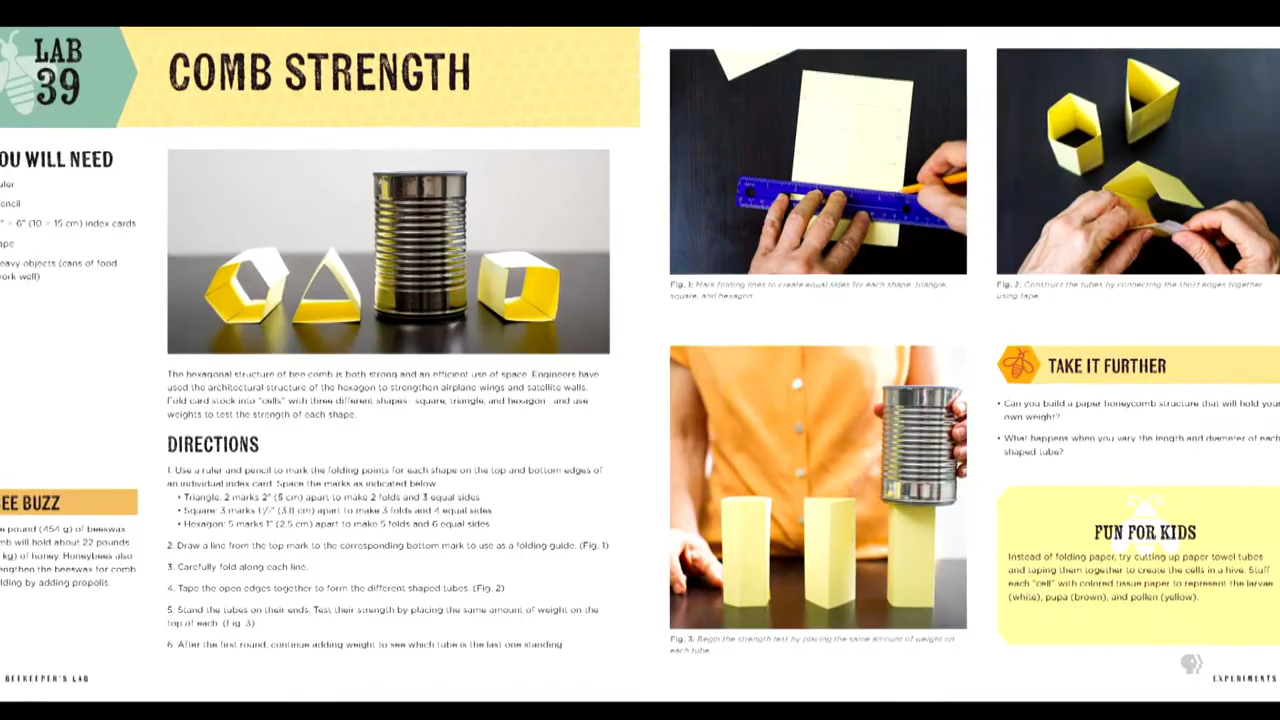 LAB
39
COMB STRENGTH
OU WILL NEED
uler
encil
" × 6" (10 × 15 cm) index cards
ape
eavy objects (cans of food
work well)
EE BUZZ
e pound (454 g) of beeswax
mb will hold about 22 pounds
kg) of honey. Honeybees also
engthen the beeswax for comb
lding by adding propolis.
The hexagonal structure of bee comb is both strong and an efficient use of space. Engineers have
used the architectural structure of the hexagon to strengthen airplane wings and satellite walls.
Fold card stock into "cells" with three different shapes—square, triangle, and hexagon—and use
weights to test the strength of each shape.
DIRECTIONS
1. Use a ruler and pencil to mark the folding points for each shape on the top and bottom edges of
an individual index card. Space the marks as indicated below
• Triangle: 2 marks 2" (5 cm) apart to make 2 folds and 3 equal sides
• Square: 3 marks 1½" (3.8 cm) apart to make 3 folds and 4 equal sides
• Hexagon: 5 marks 1" (2.5 cm) apart to make 5 folds and 6 equal sides
2. Draw a line from the top mark to the corresponding bottom mark to use as a folding guide. (Fig. 1)
3. Carefully fold along each line.
4. Tape the open edges together to form the different shaped tubes. (Fig. 2)
5. Stand the tubes on their ends. Test their strength by placing the same amount of weight on the
top of each. (Fig. 3)
6. After the first round, continue adding weight to see which tube is the last one standing
BEEKEEPER'S LAB
Fig. 1: Mark folding lines to create equal sides for each shape: triangle,
square, and hexagon.
Fig. 2: Construct the tubes by connecting the short edges together
using tape.
Fig. 3: Begin the strength test by placing the same amount of weight on
each tube.
TAKE IT FURTHER
• Can you build a paper honeycomb structure that will hold your
own weight?
• What happens when you vary the length and diameter of each
shaped tube?
FUN FOR KIDS
Instead of folding paper, try cutting up paper towel tubes
and taping them together to create the cells in a hive. Stuff
each "cell" with colored tissue paper to represent the larvae
(white), pupa (brown), and pollen (yellow).
EXPERIMENTS